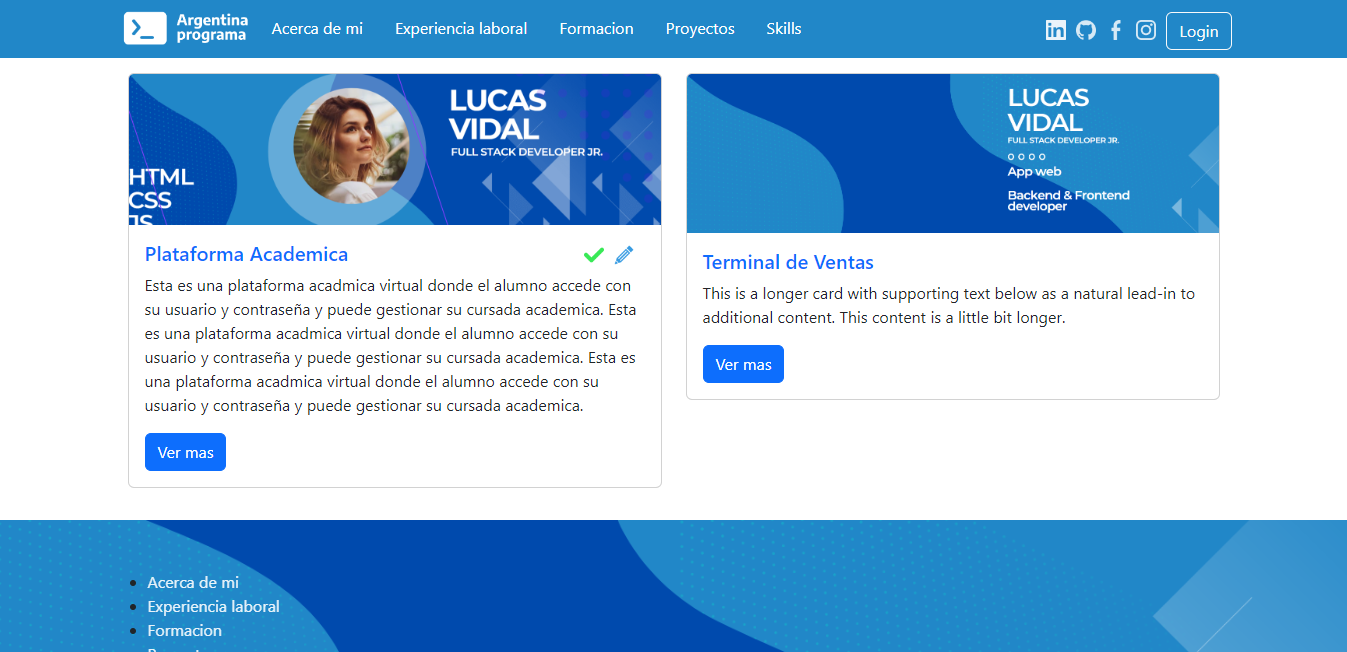 Argentina
programa
Acerca de mi
Experiencia laboral
Formacion
Proyectos
Skills
Login
HTML
CSS
JS
LUCAS
VIDAL
FULL STACK DEVELOPER JR.
Plataforma Academica
Esta es una plataforma acadmica virtual donde el alumno accede con
su usuario y contraseña y puede gestionar su cursada academica. Esta
es una plataforma acadmica virtual donde el alumno accede con su
usuario y contraseña y puede gestionar su cursada academica. Esta es
una plataforma acadmica virtual donde el alumno accede con su
usuario y contraseña y puede gestionar su cursada academica.
Ver mas
LUCAS
VIDAL
FULL STACK DEVELOPER JR.
App web
Backend & Frontend
developer
Terminal de Ventas
This is a longer card with supporting text below as a natural lead-in to
additional content. This content is a little bit longer.
Ver mas
Acerca de mi
Experiencia laboral
Formacion